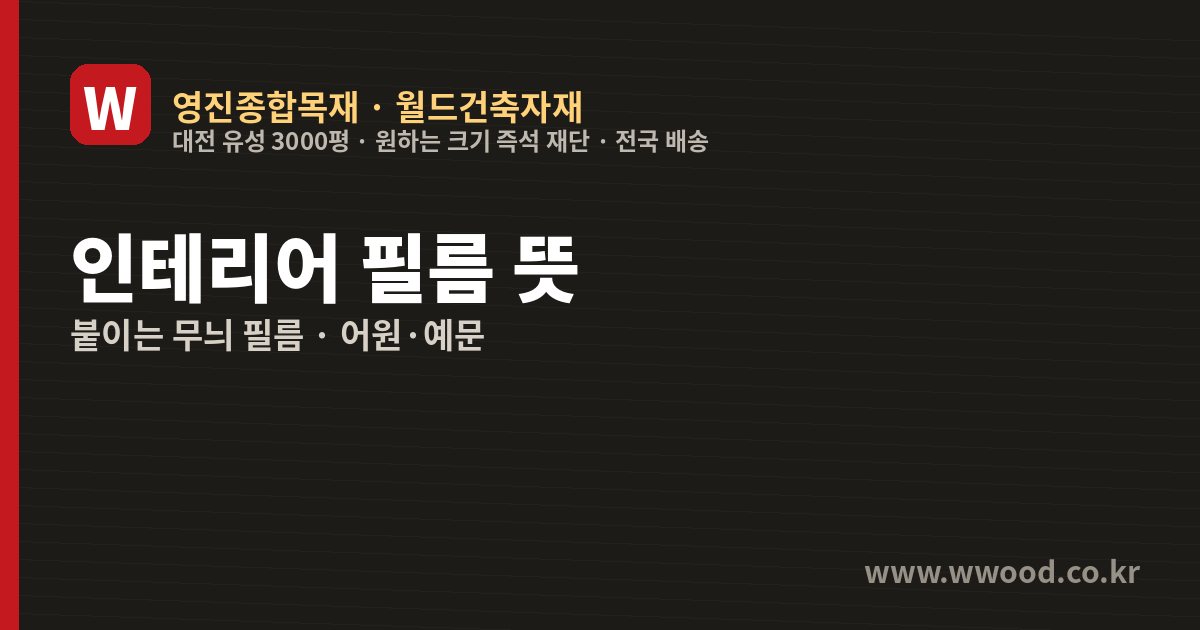 W
영진종합목재 · 월드건축자재
대전 유성 3000평 · 원하는 크기 즉석 재단 · 전국 배송
인테리어 필름 뜻
붙이는 무늬 필름 · 어원·예문
www.wwood.co.kr